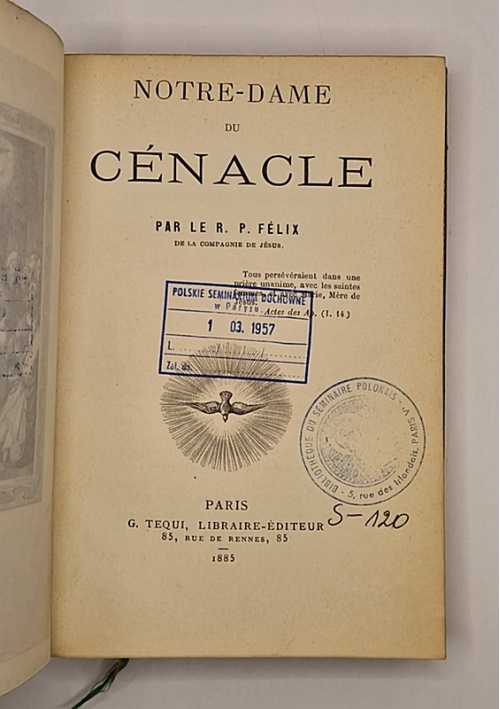 NOTRE-DAME
DU
CÉNACLE
PAR LE R. P. FÉLIX
DE LA COMPAGNIE DE JÉSUS.
Tous persévéraient dans une
prière unanime, avec les saintes
Marie, Mère de
Actes des Ap. (I. 14)
POLSKIE SEMINARIUM DUCHOWNE
w Paryżu
1 03. 1957
L.
PARIS
G. TEQUI, LIBRAIRE-ÉDITEUR
85, RUE DE RENNES, 85
1885
BIBLIOTHEQUE DU SÉMINAIRE POLONAIS
5, rue des Irlandais, PARIS V
S-120